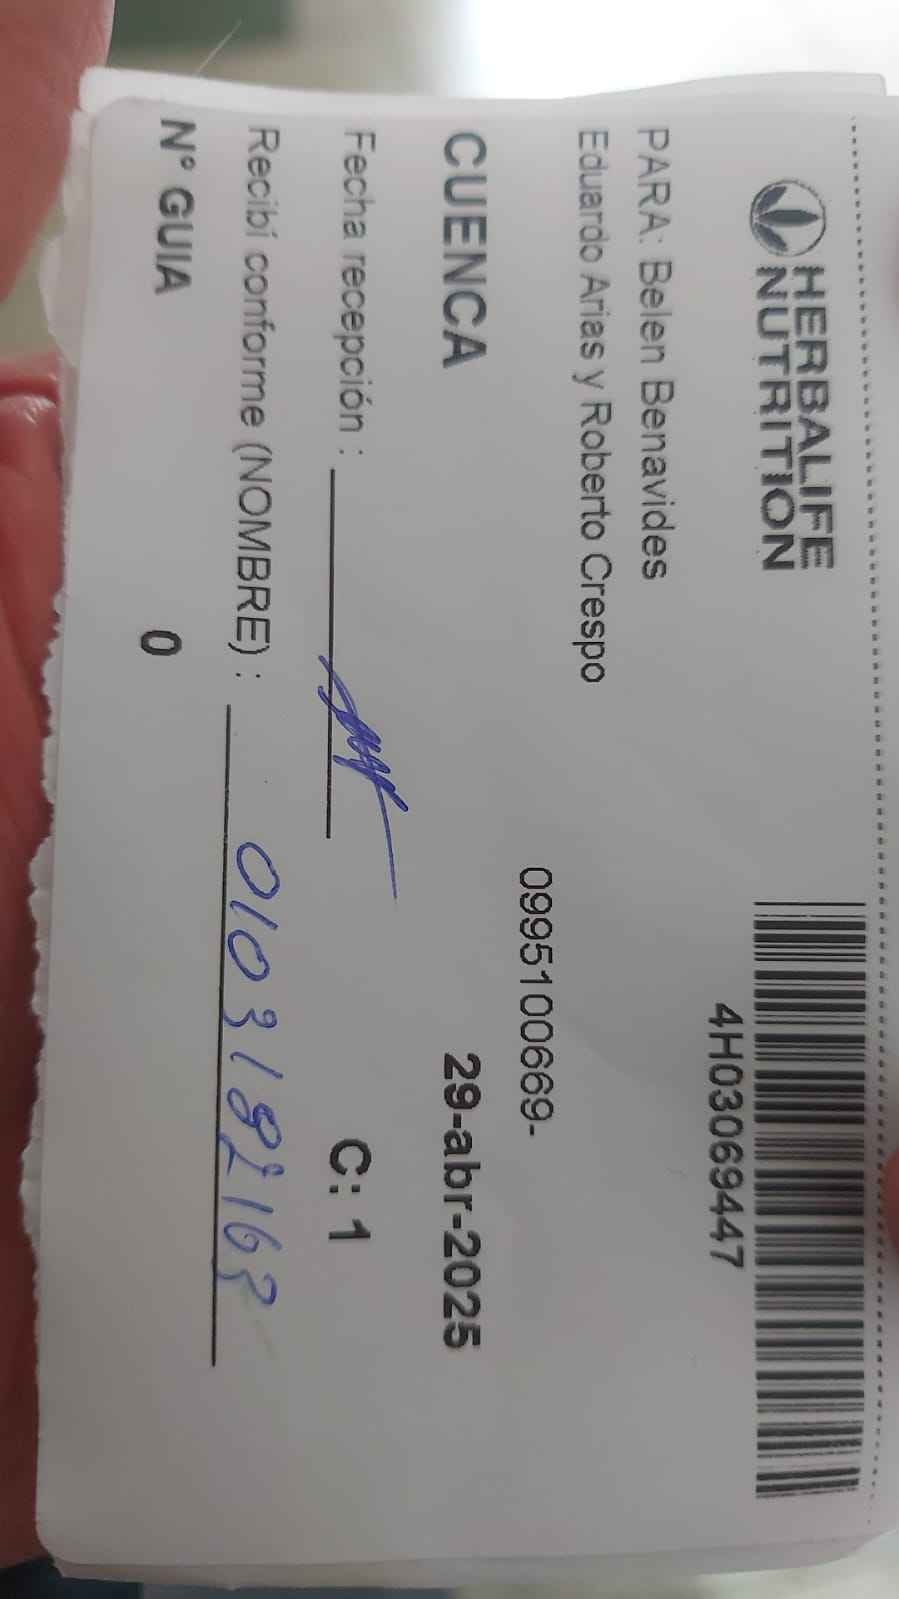 HERBALIFE
NUTRITION
4H03069447
PARA: Belen Benavides
Eduardo Arias y Roberto Crespo
0995100669-
CUENCA 29-abr-2025
Fecha recepción : C: 1
Recibí conforme (NOMBRE) : 0103182163
N° GUIA 0